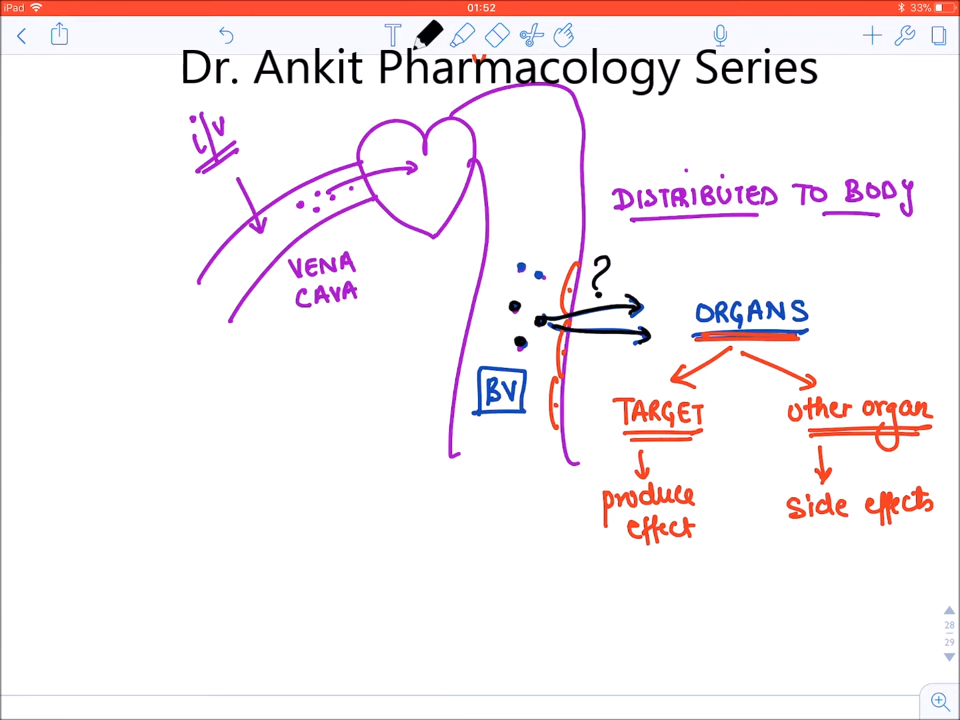 iPad 01:52 33%
T
Dr. Ankit Pharmacology Series
i/v
DISTRIBUTED TO BODY
VENA
CAVA
?
ORGANS
BV
TARGET
other organ
produce
effect
side effects
28
29